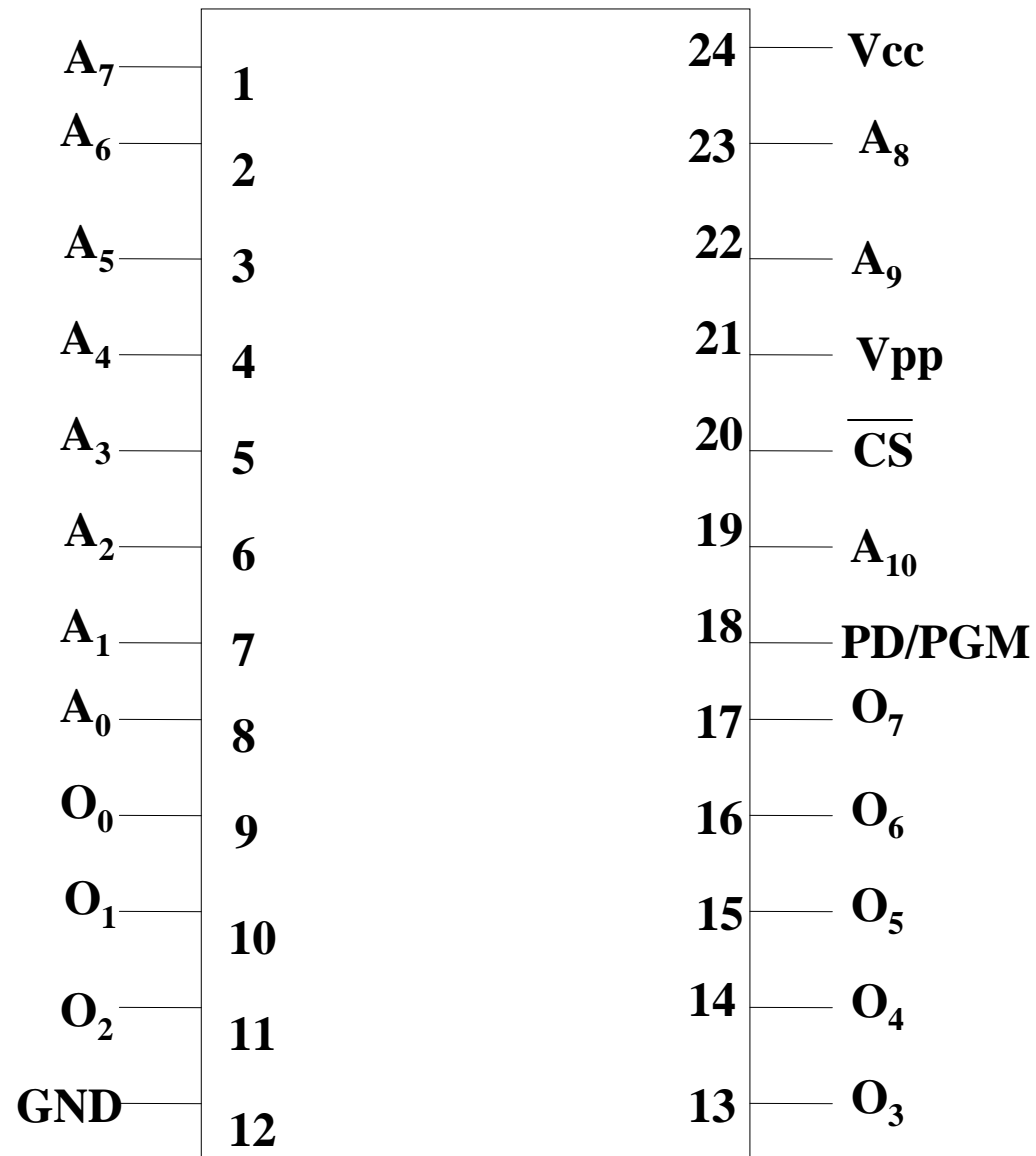 A₇ 1 24 Vcc
A₆ 2 23 A₈
A₅ 3 22 A₉
A₄ 4 21 Vpp
A₃ 5 20 C̅S̅
A₂ 6 19 A₁₀
A₁ 7 18 PD/PGM
A₀ 8 17 O₇
O₀ 9 16 O₆
O₁ 10 15 O₅
O₂ 11 14 O₄
GND 12 13 O₃